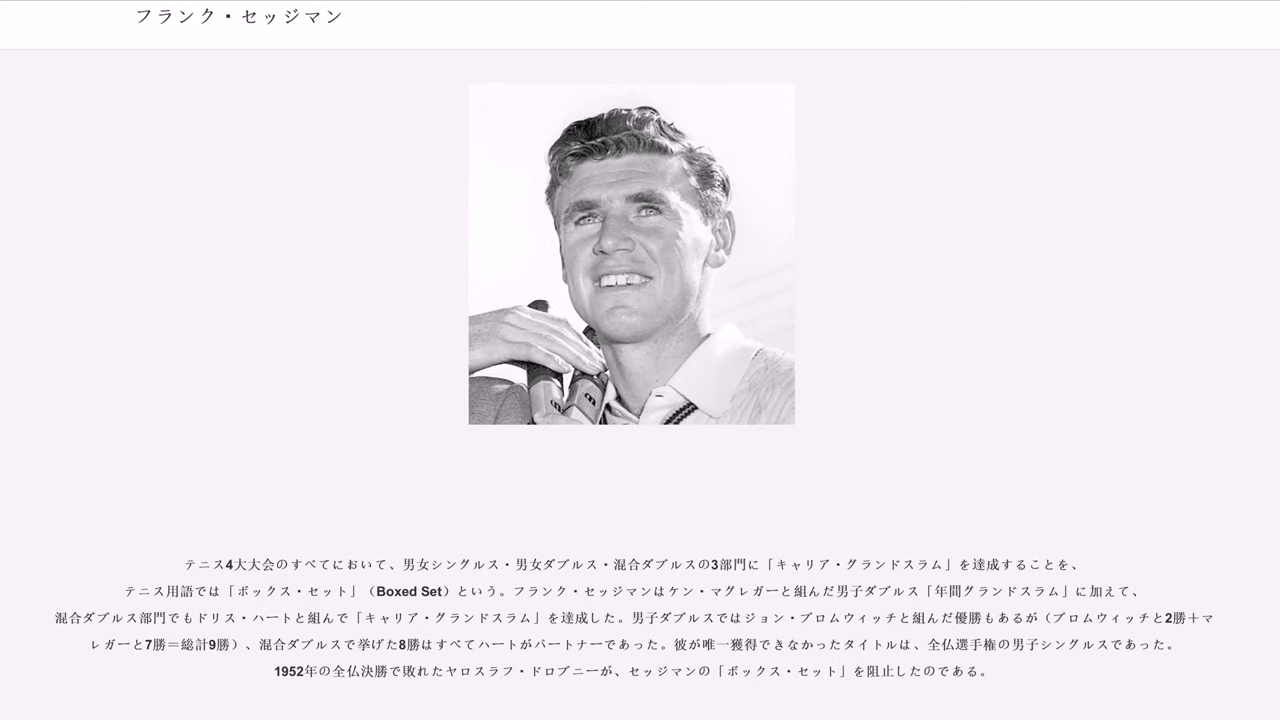 フランク・セッジマン
テニス4大大会のすべてにおいて、男女シングルス・男女ダブルス・混合ダブルスの3部門に「キャリア・グランドスラム」を達成することを、
テニス用語では「ボックス・セット」（Boxed Set）という。フランク・セッジマンはケン・マグレガーと組んだ男子ダブルス「年間グランドスラム」に加えて、
混合ダブルス部門でもドリス・ハートと組んで「キャリア・グランドスラム」を達成した。男子ダブルスではジョン・ブロムウィッチと組んだ優勝もあるが（ブロムウィッチと2勝＋マ
レガーと7勝＝総計9勝）、混合ダブルスで挙げた8勝はすべてハートがパートナーであった。彼が唯一獲得できなかったタイトルは、全仏選手権の男子シングルスであった。
1952年の全仏決勝で敗れたヤロスラフ・ドロブニーが、セッジマンの「ボックス・セット」を阻止したのである。